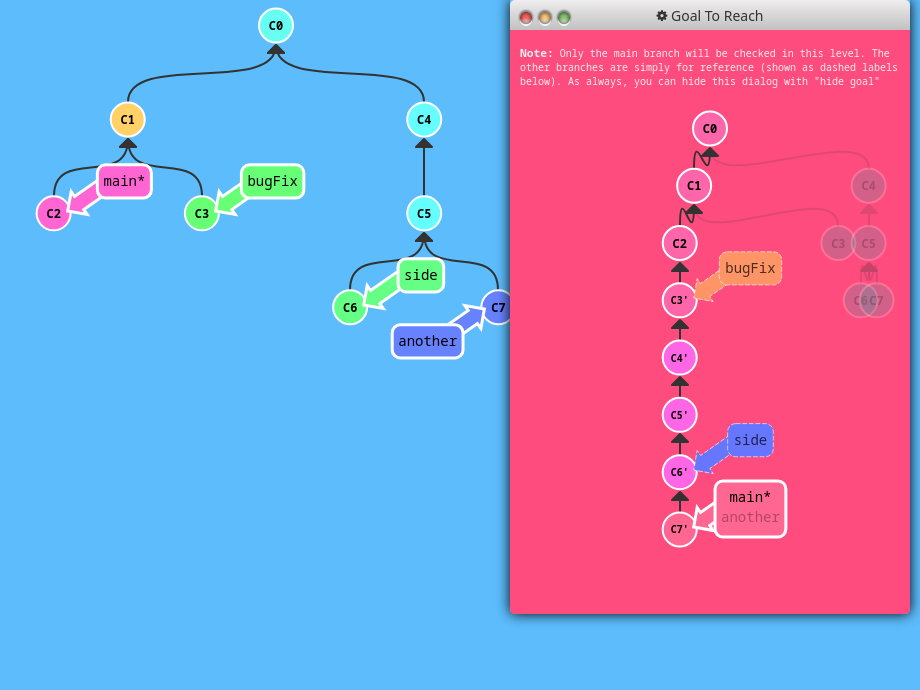 C0
C1
C4
main*
bugFix
C2
C3
C5
side
C6
C7
another
Goal To Reach
Note: Only the main branch will be checked in this level. The
other branches are simply for reference (shown as dashed labels
below). As always, you can hide this dialog with "hide goal"
C0
C1
C4
C2
C3
C5
bugFix
C3'
C6
C7
C4'
C5'
side
C6'
main*
another
C7'